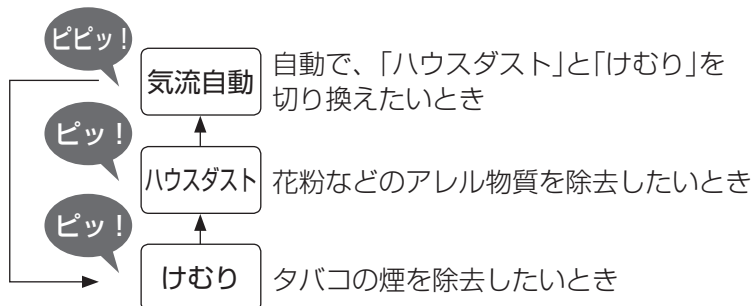 ピピッ!
気流自動
自動で、「ハウスダスト」と「けむり」を
切り換えたいとき
ピッ!
ハウスダスト
花粉などのアレル物質を除去したいとき
ピッ!
けむり
タバコの煙を除去したいとき